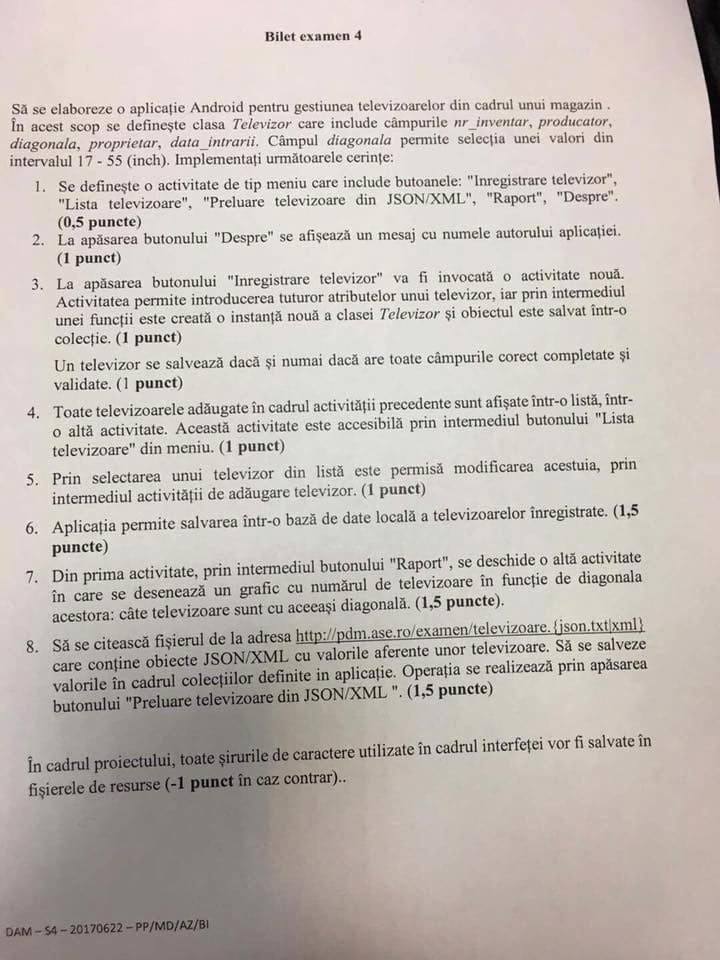 Bilet examen 4
Să se elaboreze o aplicație Android pentru gestiunea televizoarelor din cadrul unui magazin .
În acest scop se definește clasa Televizor care include câmpurile nr_inventar, producator,
diagonala, proprietar, data_intrarii. Câmpul diagonala permite selecția unei valori din
intervalul 17 - 55 (inch). Implementați următoarele cerințe:
1. Se definește o activitate de tip meniu care include butoanele: "Inregistrare televizor",
"Lista televizoare", "Preluare televizoare din JSON/XML", "Raport", "Despre".
(0,5 puncte)
2. La apăsarea butonului "Despre" se afișează un mesaj cu numele autorului aplicației.
(1 punct)
3. La apăsarea butonului "Inregistrare televizor" va fi invocată o activitate nouă.
Activitatea permite introducerea tuturor atributelor unui televizor, iar prin intermediul
unei funcții este creată o instanță nouă a clasei Televizor și obiectul este salvat într-o
colecție. (1 punct)
Un televizor se salvează dacă și numai dacă are toate câmpurile corect completate și
validate. (1 punct)
4. Toate televizoarele adăugate în cadrul activității precedente sunt afișate într-o listă, într-
o altă activitate. Această activitate este accesibilă prin intermediul butonului "Lista
televizoare" din meniu. (1 punct)
5. Prin selectarea unui televizor din listă este permisă modificarea acestuia, prin
intermediul activității de adăugare televizor. (1 punct)
6. Aplicația permite salvarea într-o bază de date locală a televizoarelor înregistrate. (1,5
puncte)
7. Din prima activitate, prin intermediul butonului "Raport", se deschide o altă activitate
în care se desenează un grafic cu numărul de televizoare în funcție de diagonala
acestora: câte televizoare sunt cu aceeași diagonală. (1,5 puncte).
8. Să se citească fișierul de la adresa http://pdm.ase.ro/examen/televizoare.{json.txt|xml}
care conține obiecte JSON/XML cu valorile aferente unor televizoare. Să se salveze
valorile în cadrul colecțiilor definite in aplicație. Operația se realizează prin apăsarea
butonului "Preluare televizoare din JSON/XML ". (1,5 puncte)
În cadrul proiectului, toate șirurile de caractere utilizate în cadrul interfeței vor fi salvate în
fișierele de resurse (-1 punct în caz contrar)..
DAM – S4 – 20170622 – PP/MD/AZ/BI